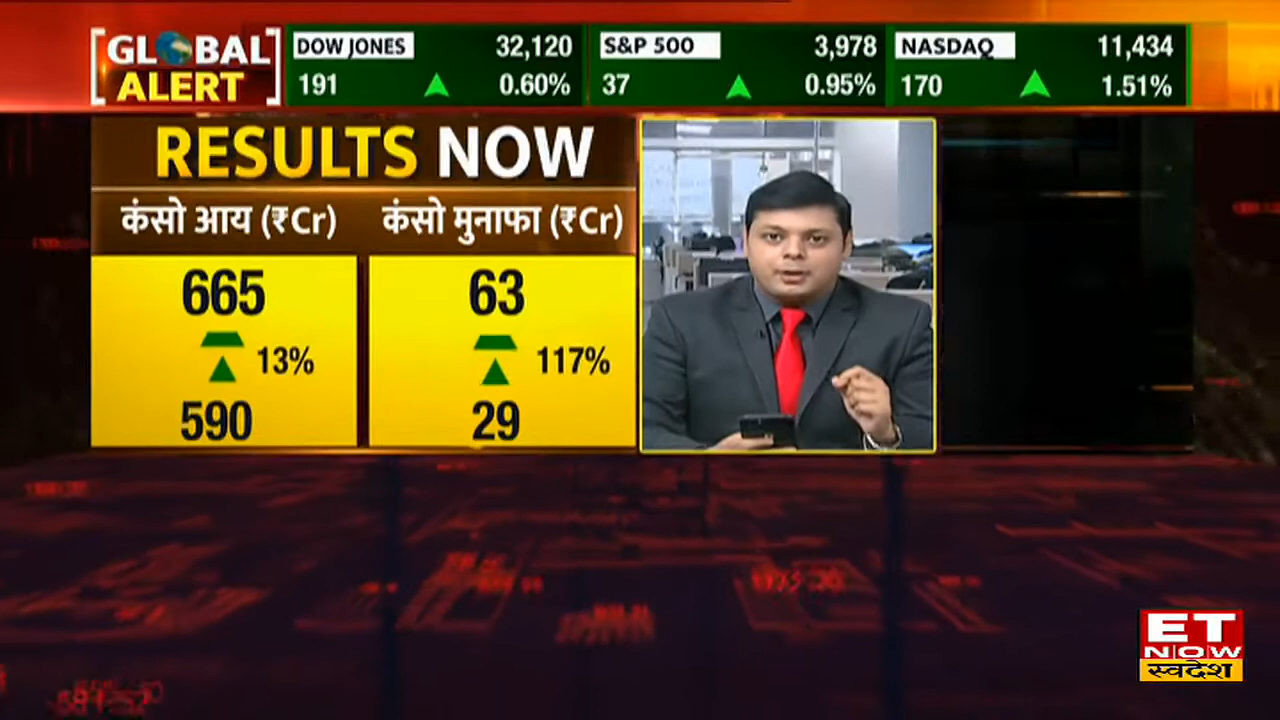 GLOBAL
ALERT
DOW JONES 32,120
191 0.60%
S&P 500 3,978
37 0.95%
NASDAQ 11,434
170 1.51%
RESULTS NOW
कंसो आय (₹Cr) कंसो मुनाफा (₹Cr)
665 63
13% 117%
590 29
ET
NOW
स्वदेश